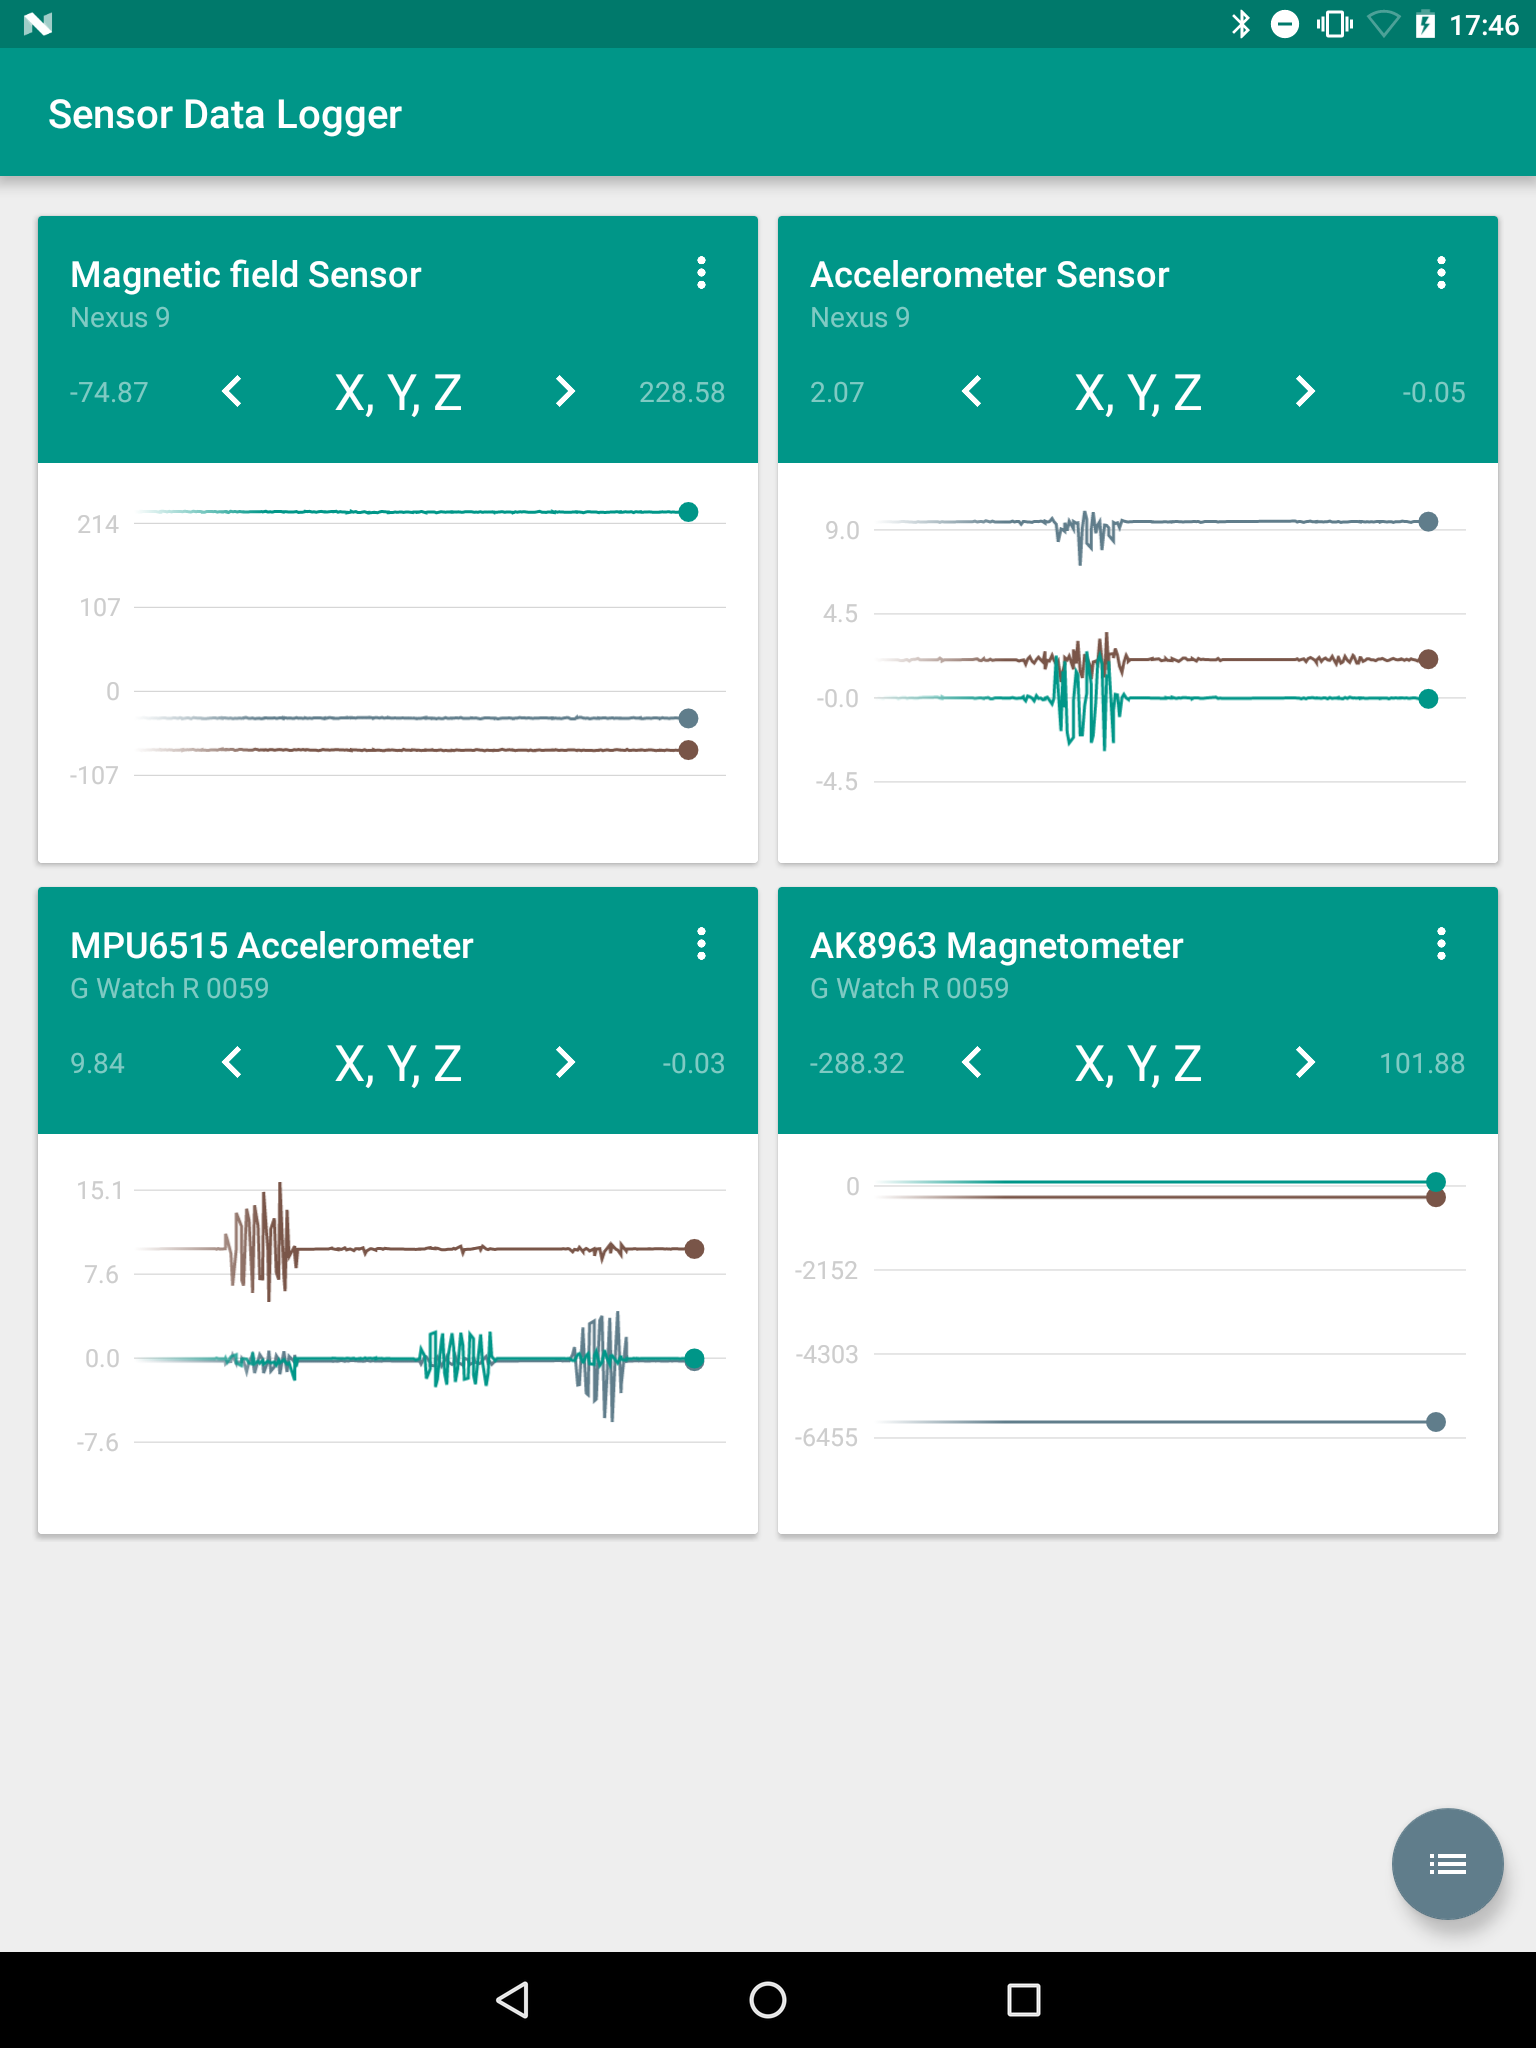 17:46
Sensor Data Logger
Magnetic field Sensor
Nexus 9
-74.87 X, Y, Z 228.58
214
107
0
-107
Accelerometer Sensor
Nexus 9
2.07 X, Y, Z -0.05
9.0
4.5
-0.0
-4.5
MPU6515 Accelerometer
G Watch R 0059
9.84 X, Y, Z -0.03
15.1
7.6
0.0
-7.6
AK8963 Magnetometer
G Watch R 0059
-288.32 X, Y, Z 101.88
0
-2152
-4303
-6455